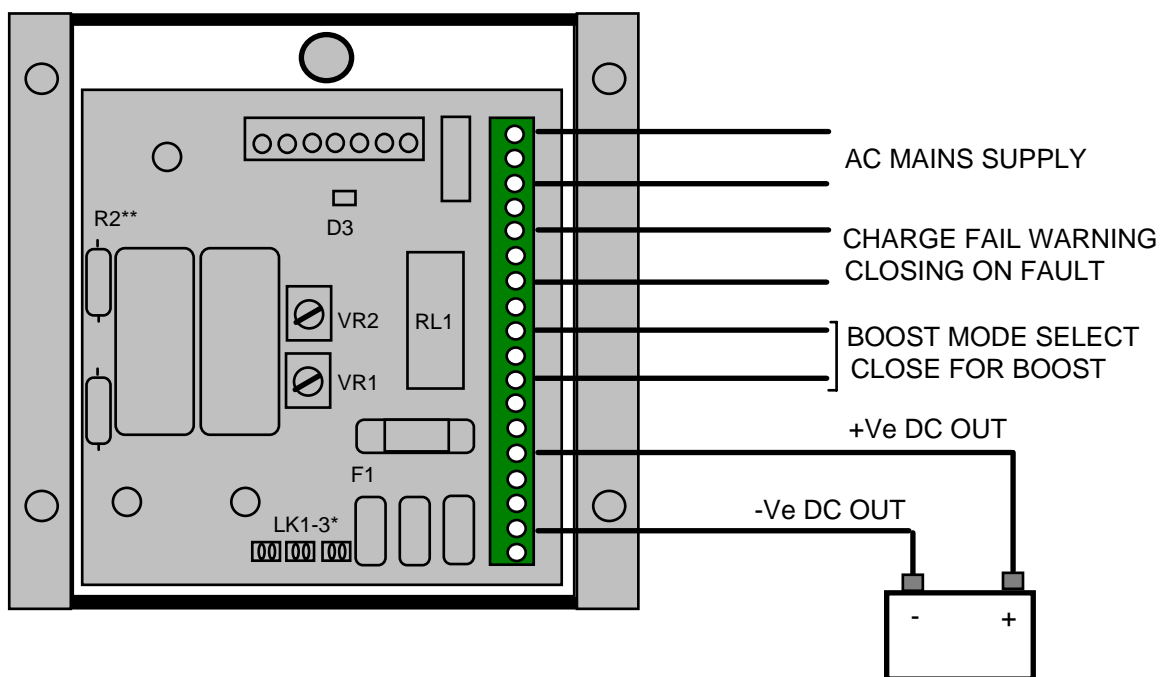 AC MAINS SUPPLY
R2**
D3
CHARGE FAIL WARNING
CLOSING ON FAULT
VR2
RL1
BOOST MODE SELECT
CLOSE FOR BOOST
VR1
+Ve DC OUT
F1
-Ve DC OUT
LK1-3*
- +